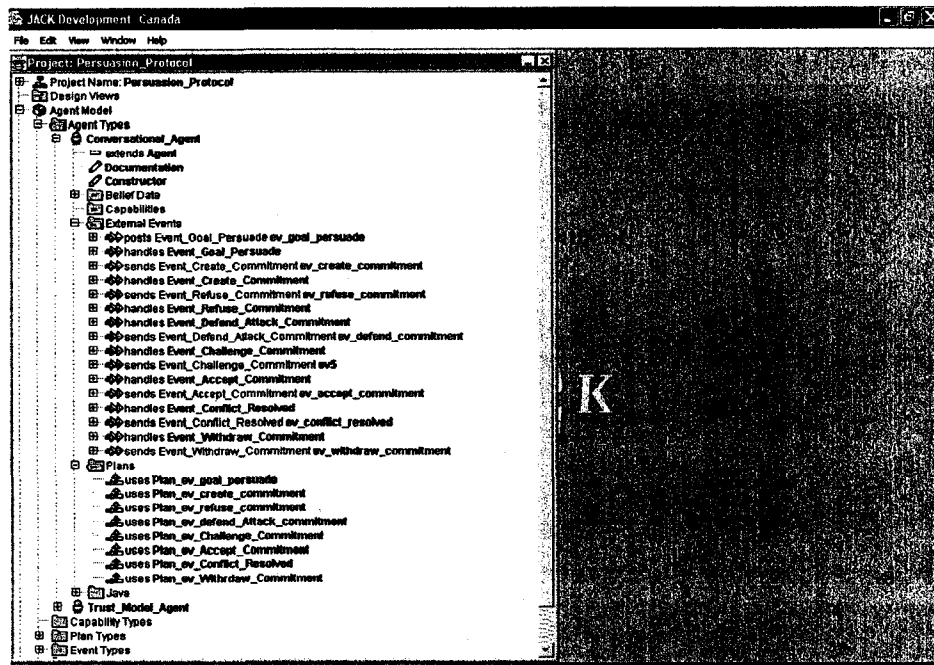 JACK Development Canada
File Edit View Window Help
Project: Persuasion_Protocol
Project Name: Persuasion_Protocol
Design Views
Agent Model
Agent Types
Conversational_Agent
extends Agent
Documentation
Constructor
Belief Data
Capabilities
External Events
posts Event_Goal_Persuade ev_goal_persuade
handles Event_Goal_Persuade
sends Event_Create_Commitment ev_create_commitment
handles Event_Create_Commitment
sends Event_Refuse_Commitment ev_refuse_commitment
handles Event_Refuse_Commitment
handles Event_Defend_Attack_Commitment
sends Event_Defend_Attack_Commitment ev_defend_commitment
handles Event_Challenge_Commitment
sends Event_Challenge_Commitment ev5
handles Event_Accept_Commitment
sends Event_Accept_Commitment ev_accept_commitment
handles Event_Conflict_Resolved
sends Event_Conflict_Resolved ev_conflict_resolved
handles Event_Withdraw_Commitment
sends Event_Withdraw_Commitment ev_withdraw_commitment
Plans
uses Plan_ev_goal_persuade
uses Plan_ev_create_commitment
uses Plan_ev_refuse_commitment
uses Plan_ev_defend_Attack_commitment
uses Plan_ev_Challenge_Commitment
uses Plan_ev_Accept_Commitment
uses Plan_ev_Conflict_Resolved
uses Plan_ev_Withrdaw_Commitment
Java
Trust_Model_Agent
Capability Types
Plan Types
Event Types
K